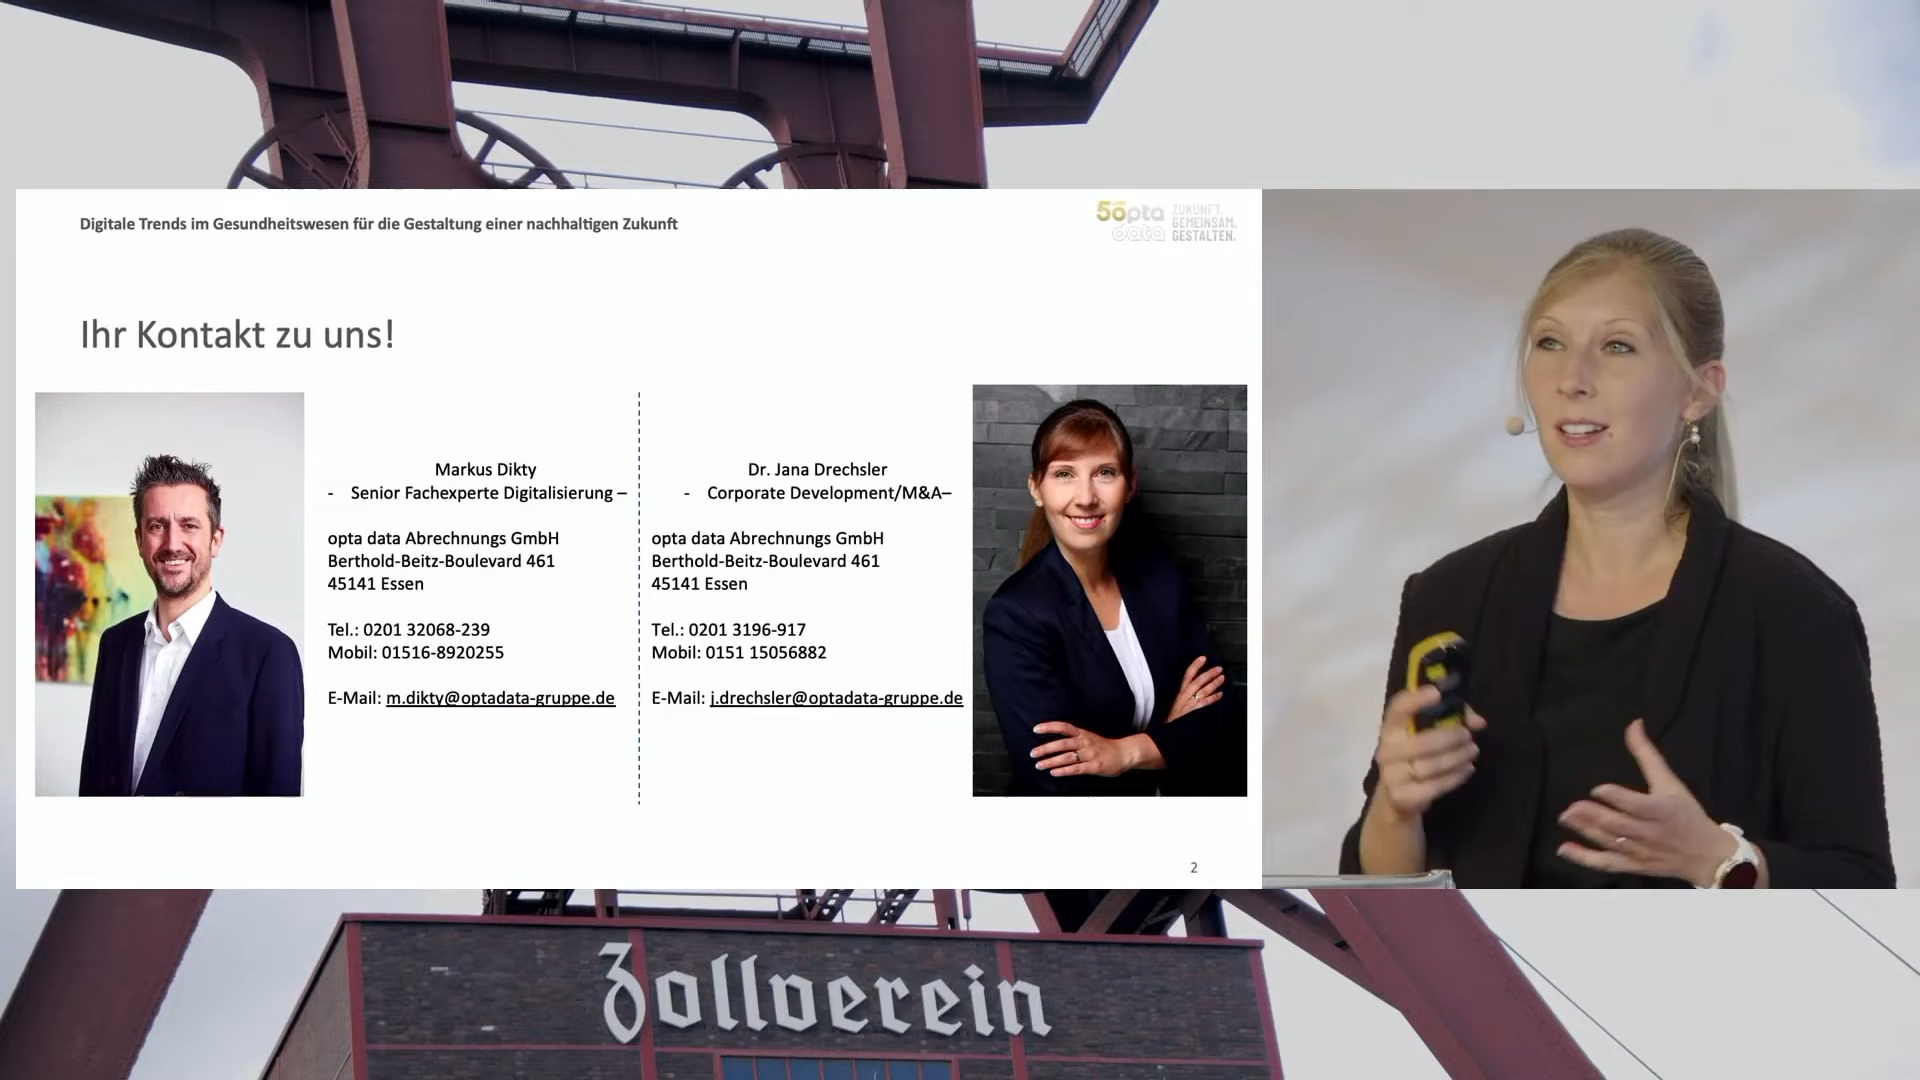 Digitale Trends im Gesundheitswesen für die Gestaltung einer nachhaltigen Zukunft
50 opta data
ZUKUNFT.
GEMEINSAM.
GESTALTEN.
Ihr Kontakt zu uns!
Markus Dikty
- Senior Fachexperte Digitalisierung –
opta data Abrechnungs GmbH
Berthold-Beitz-Boulevard 461
45141 Essen
Tel.: 0201 32068-239
Mobil: 01516-8920255
E-Mail: m.dikty@optadata-gruppe.de
Dr. Jana Drechsler
- Corporate Development/M&A–
opta data Abrechnungs GmbH
Berthold-Beitz-Boulevard 461
45141 Essen
Tel.: 0201 3196-917
Mobil: 0151 15056882
E-Mail: j.drechsler@optadata-gruppe.de
2
Zollverein